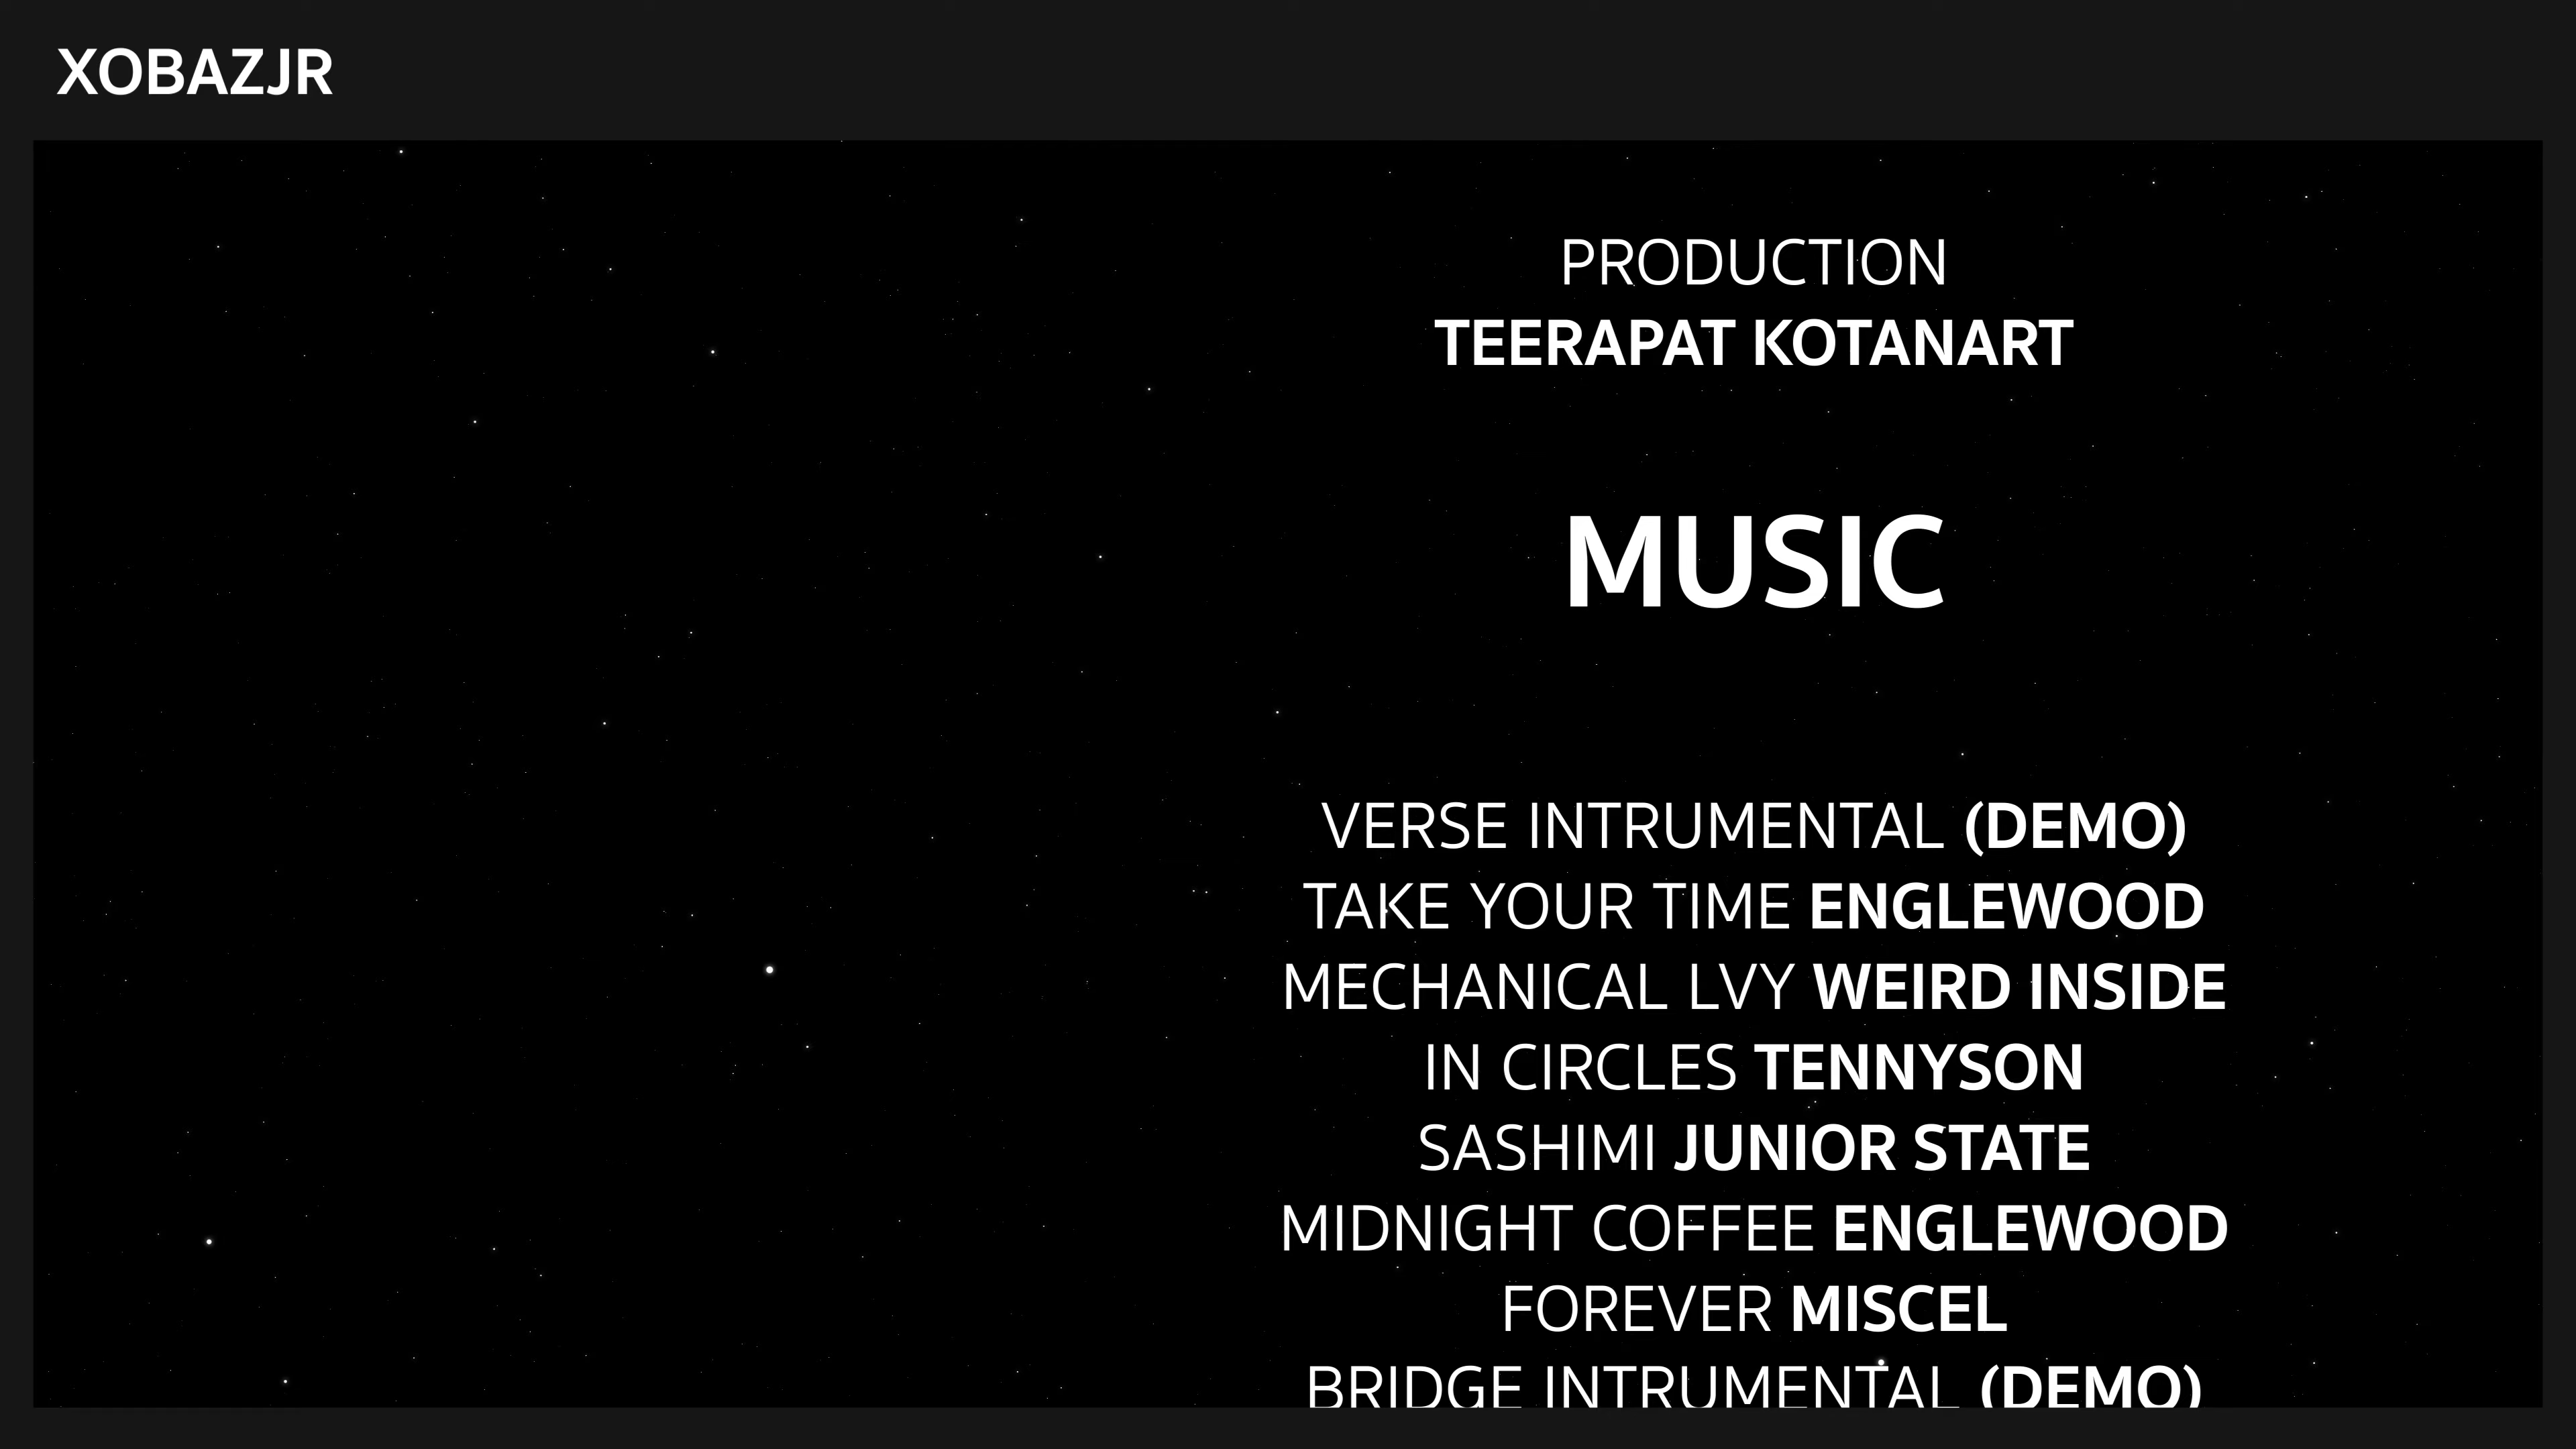 XOBAZJR
PRODUCTION
TEERAPAT KOTANART
MUSIC
VERSE INTRUMENTAL (DEMO)
TAKE YOUR TIME ENGLEWOOD
MECHANICAL LVY WEIRD INSIDE
IN CIRCLES TENNYSON
SASHIMI JUNIOR STATE
MIDNIGHT COFFEE ENGLEWOOD
FOREVER MISCEL
BRIDGE INTRUMENTAL (DEMO)